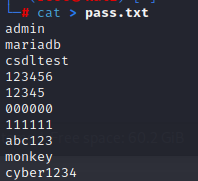 └─# cat > pass.txt
admin
mariadb
csdltest
123456
12345
000000
111111
abc123
monkey
cyber1234